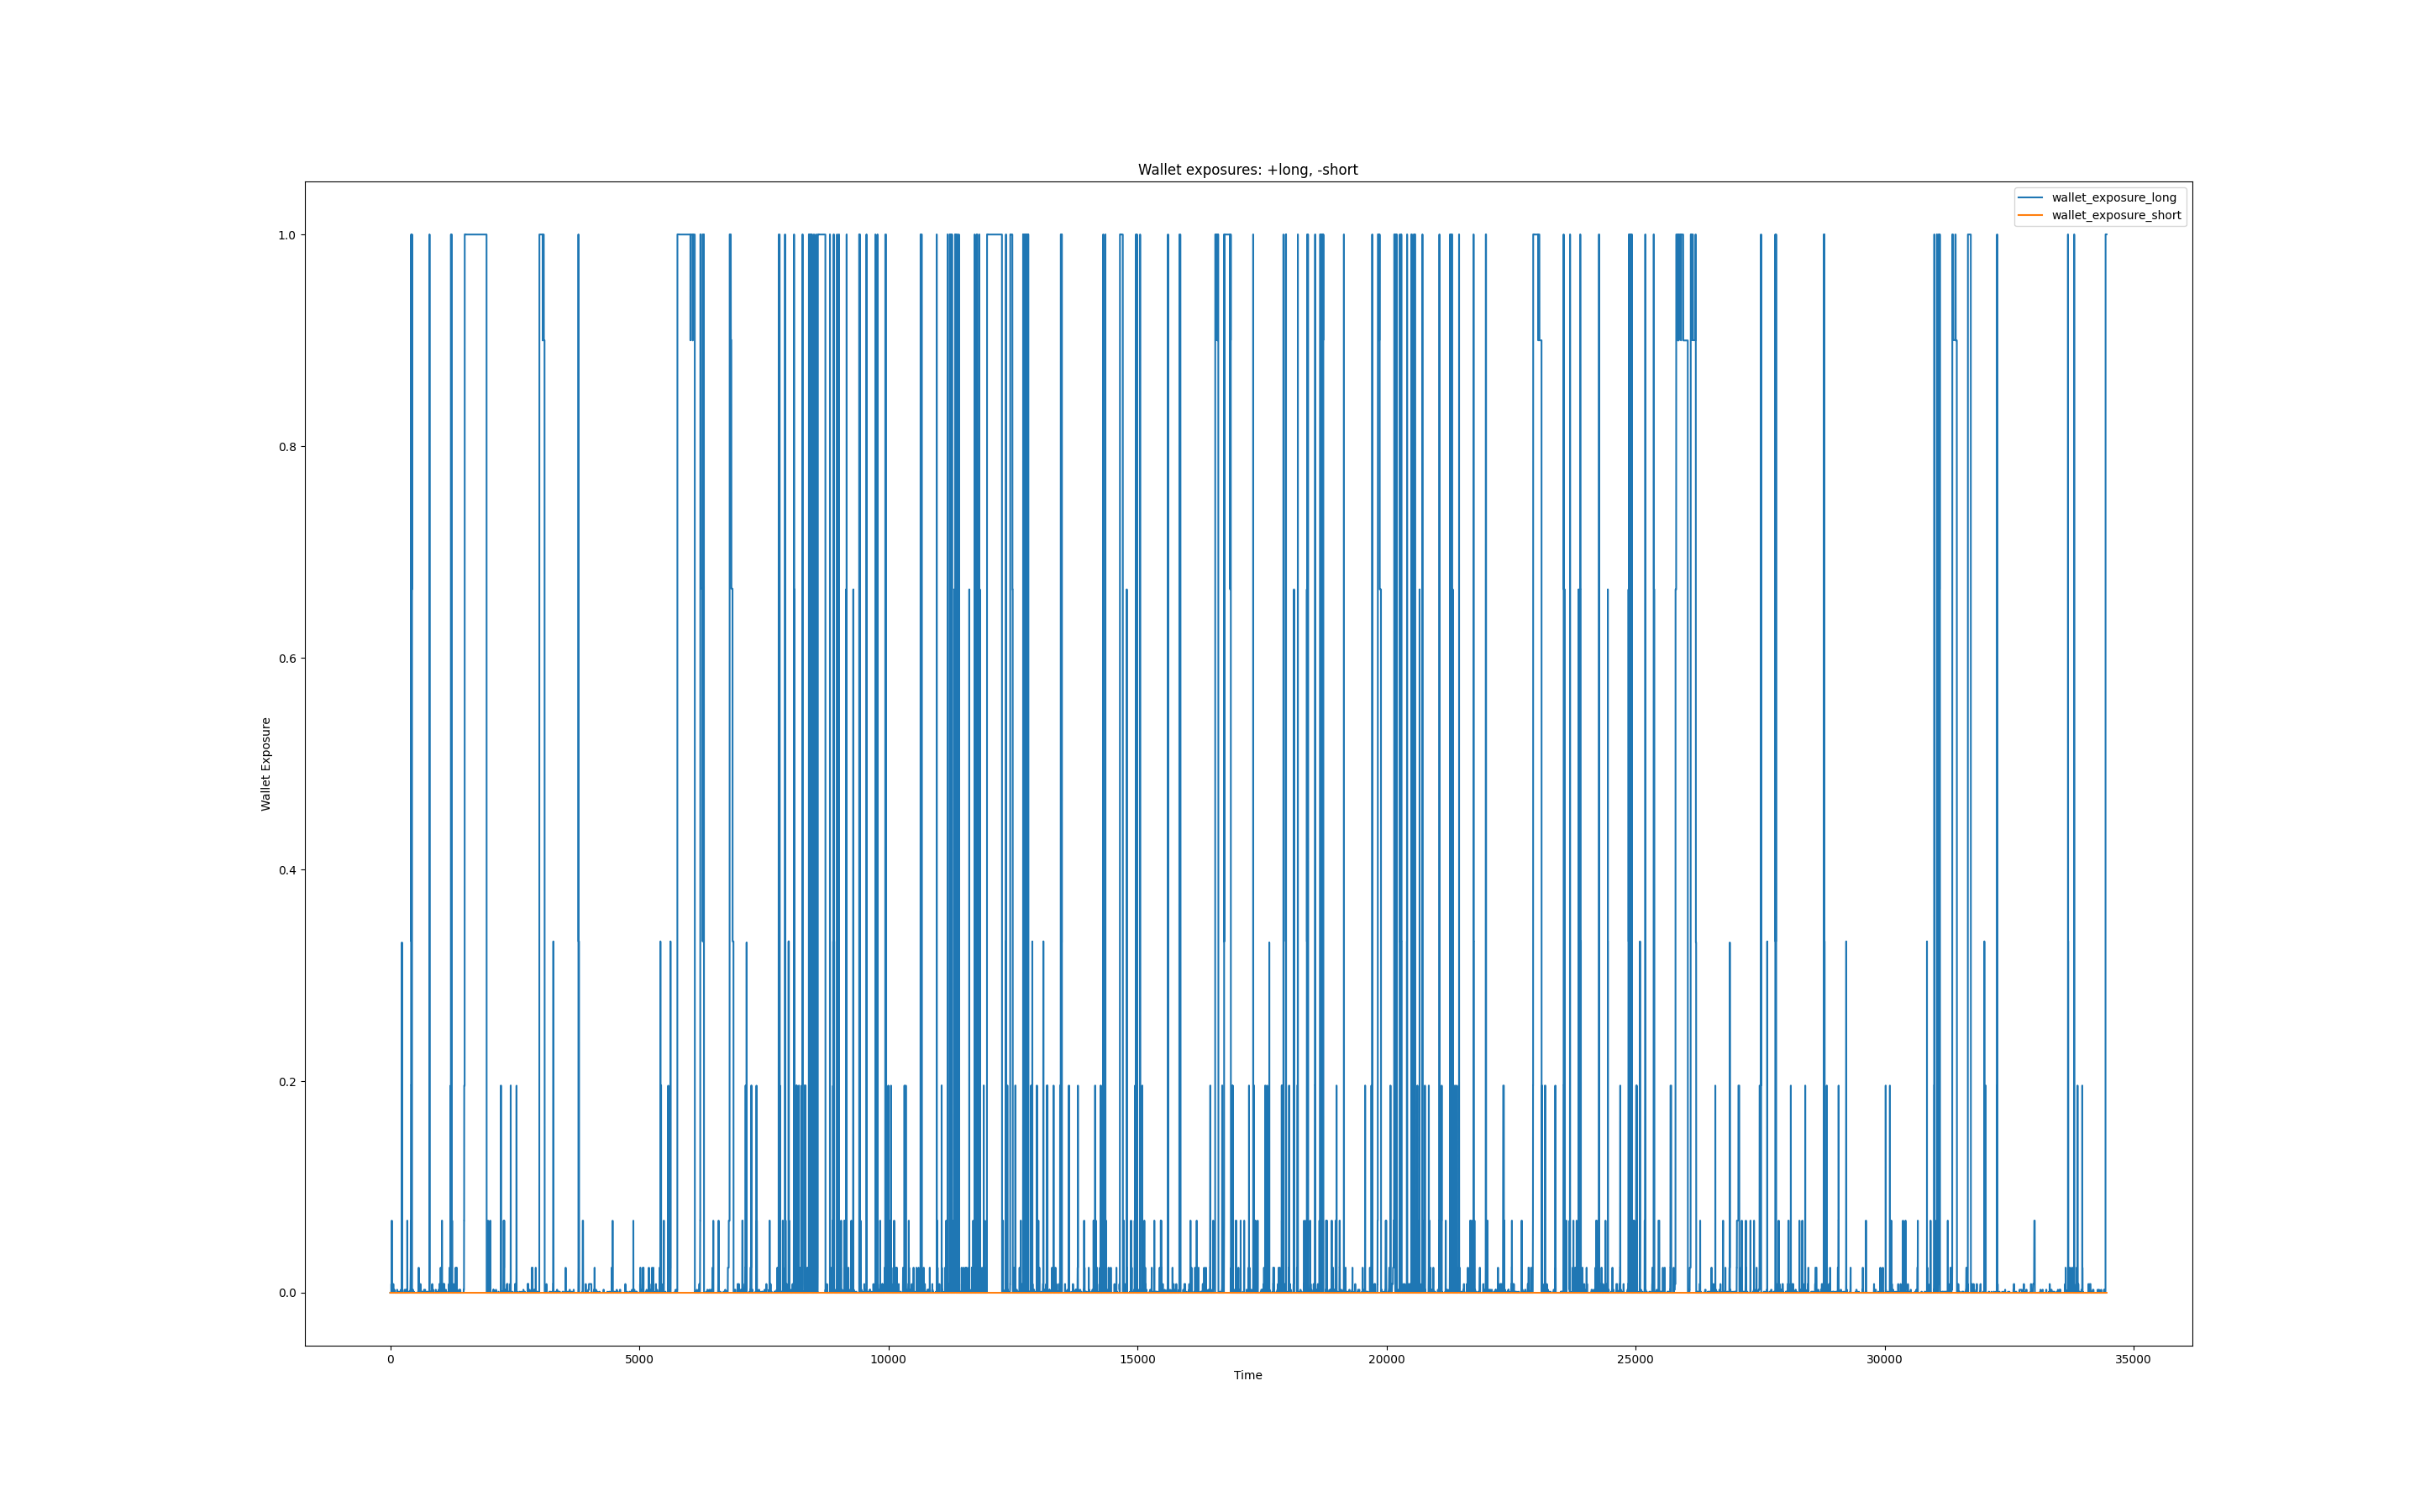 Wallet exposures: +long, -short
wallet_exposure_long
wallet_exposure_short
1.0
0.8
0.6
0.4
0.2
0.0
Wallet Exposure
0 5000 10000 15000 20000 25000 30000 35000
Time